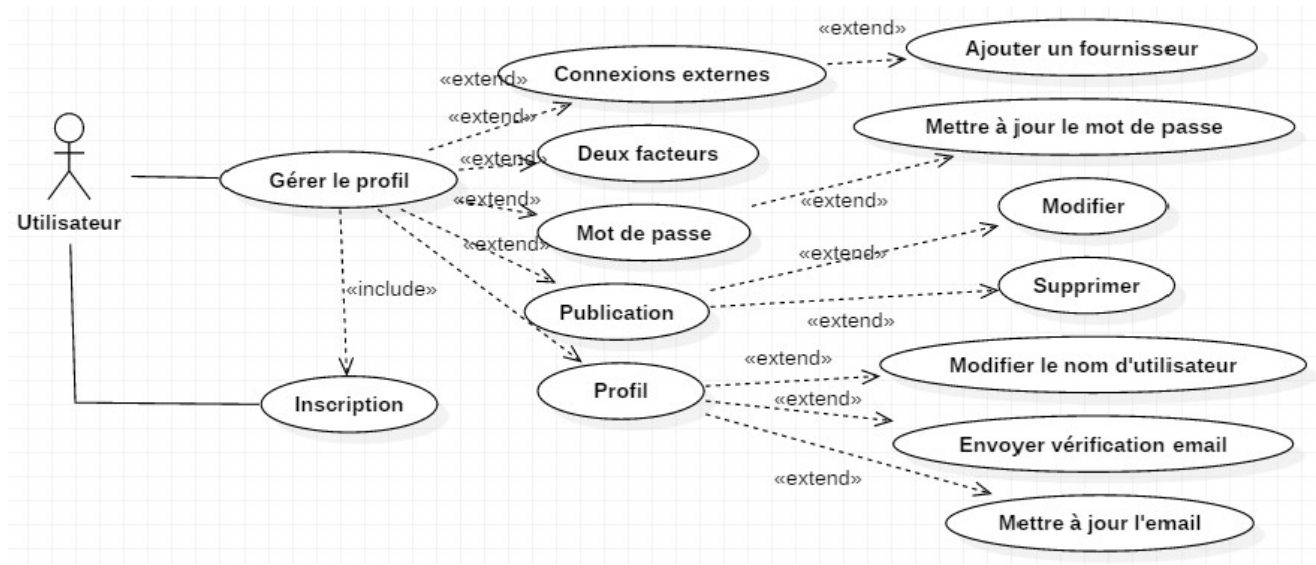 «extend»
Ajouter un fournisseur
«extend»
Connexions externes
«extend»
Mettre à jour le mot de passe
«extend»
Deux facteurs
Gérer le profil
«extend»
«extend»
Modifier
Utilisateur
Mot de passe
«extend»
«extend»
«include»
Publication
Supprimer
«extend»
«extend»
Modifier le nom d'utilisateur
Profil
«extend»
Inscription
Envoyer vérification email
«extend»
Mettre à jour l'email